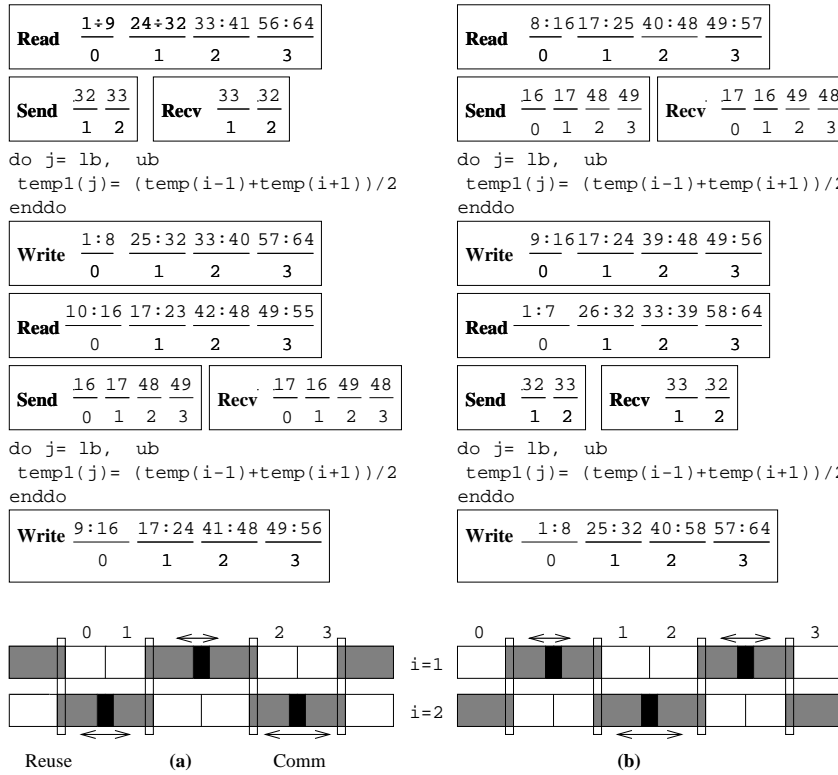 Read 1÷9 24÷32 33:41 56:64
0 1 2 3
Send 32 33
1 2
Recv 33 32
1 2
do j= lb, ub
temp1(j)= (temp(i-1)+temp(i+1))/2
enddo
Write 1:8 25:32 33:40 57:64
0 1 2 3
Read 10:16 17:23 42:48 49:55
0 1 2 3
Send 16 17 48 49
0 1 2 3
Recv 17 16 49 48
0 1 2 3
do j= lb, ub
temp1(j)= (temp(i-1)+temp(i+1))/2
enddo
Write 9:16 17:24 41:48 49:56
0 1 2 3
0 1 2 3
Reuse (a) Comm
i=1
i=2
Read 8:16 17:25 40:48 49:57
0 1 2 3
Send 16 17 48 49
0 1 2 3
Recv 17 16 49 48
0 1 2 3
do j= lb, ub
temp1(j)= (temp(i-1)+temp(i+1))/2
enddo
Write 9:16 17:24 39:48 49:56
0 1 2 3
Read 1:7 26:32 33:39 58:64
0 1 2 3
Send 32 33
1 2
Recv 33 32
1 2
do j= lb, ub
temp1(j)= (temp(i-1)+temp(i+1))/2
enddo
Write 1:8 25:32 40:58 57:64
0 1 2 3
0 1 2 3
(b)